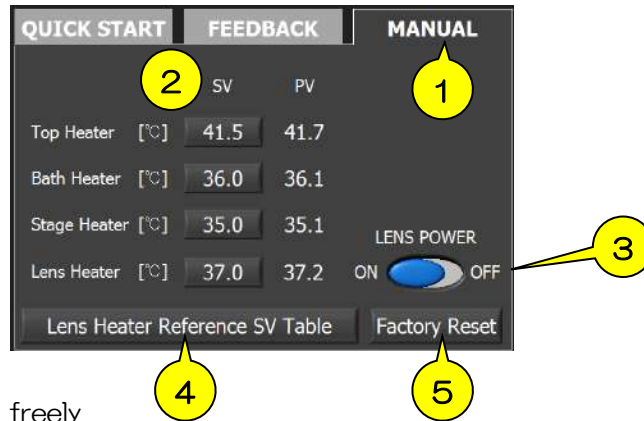 QUICK START FEEDBACK MANUAL
1
2 SV PV
Top Heater [℃] 41.5 41.7
Bath Heater [℃] 36.0 36.1
Stage Heater [℃] 35.0 35.1
LENS POWER
3
Lens Heater [℃] 37.0 37.2 ON OFF
Lens Heater Reference SV Table Factory Reset
4 5
freely